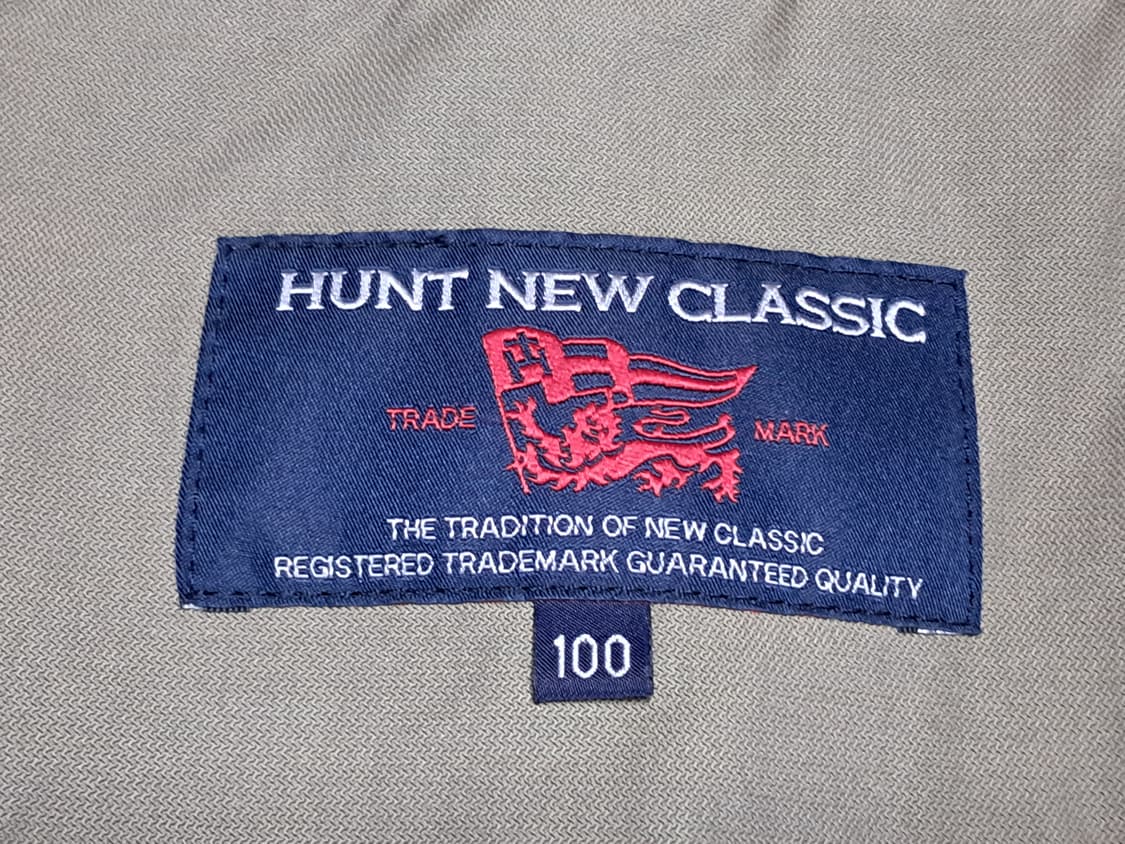 HUNT NEW CLASSIC
H
TRADE MARK
THE TRADITION OF NEW CLASSIC
REGISTERED TRADEMARK GUARANTEED QUALITY
100